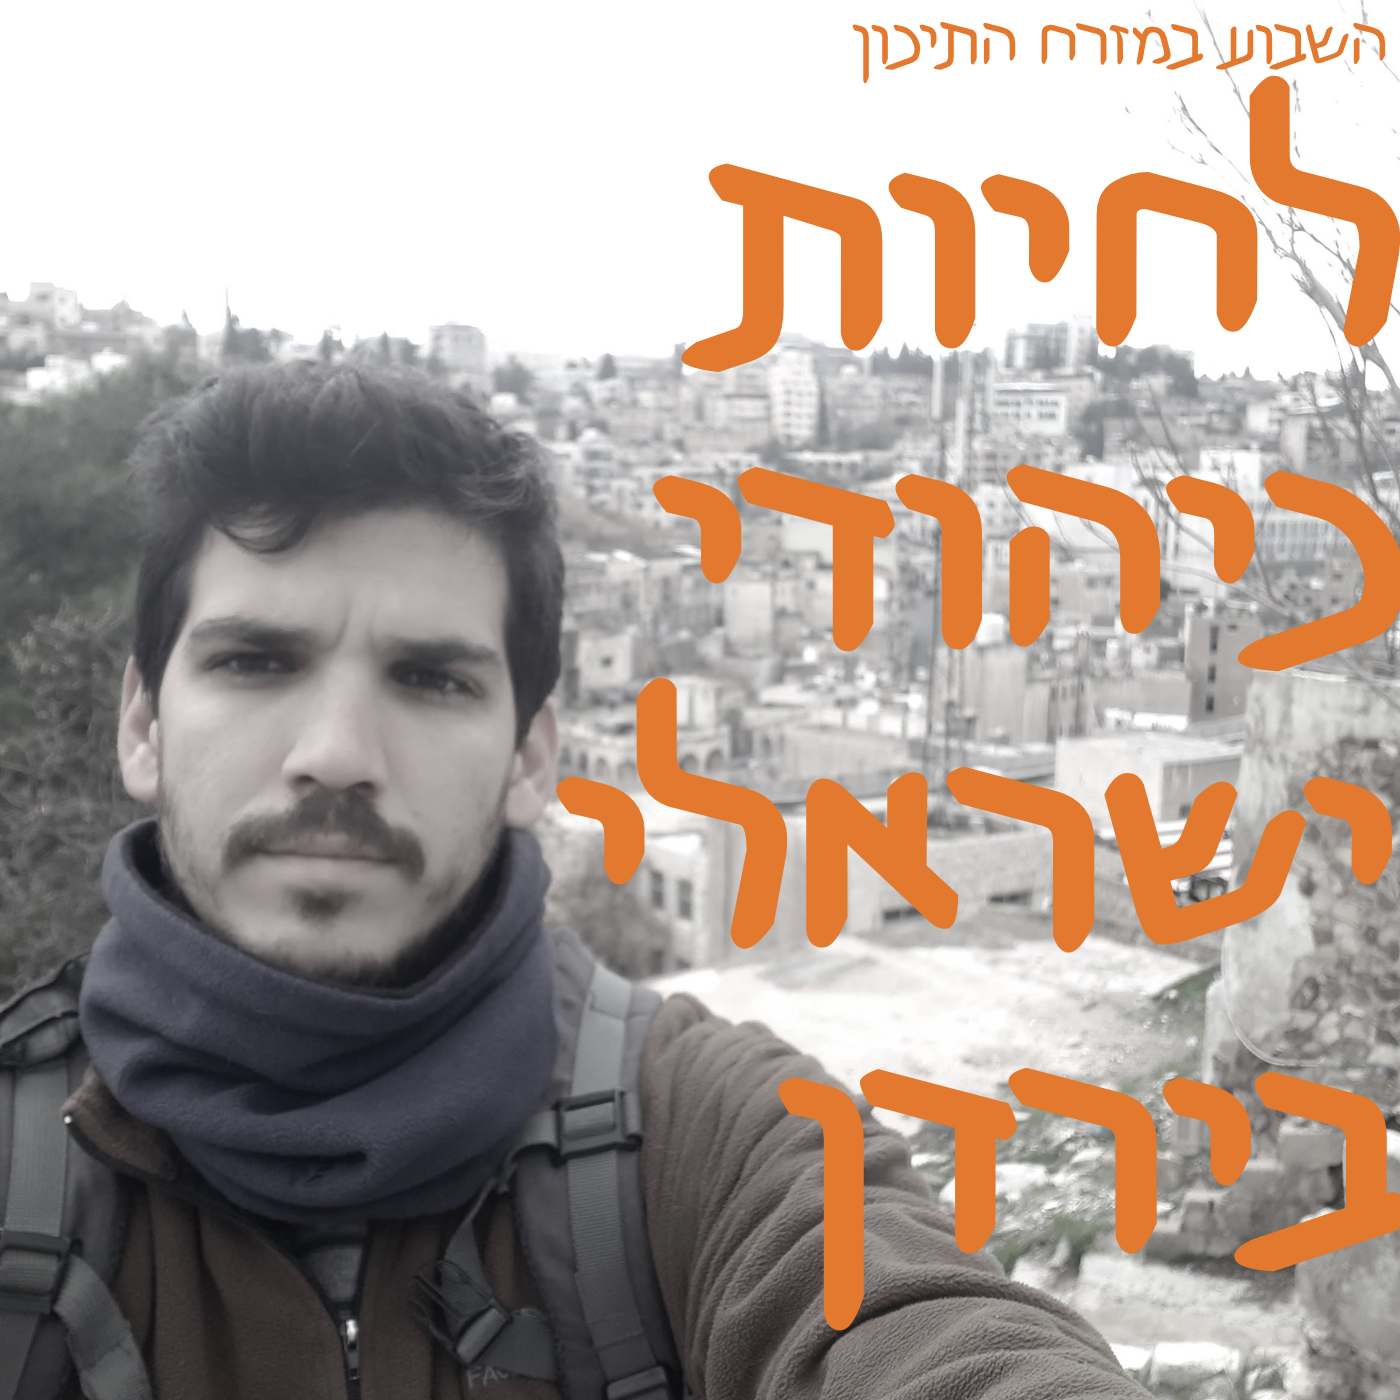 השבוע במזרח התיכון
לחיות
כיהודי
ישראלי
בירדן